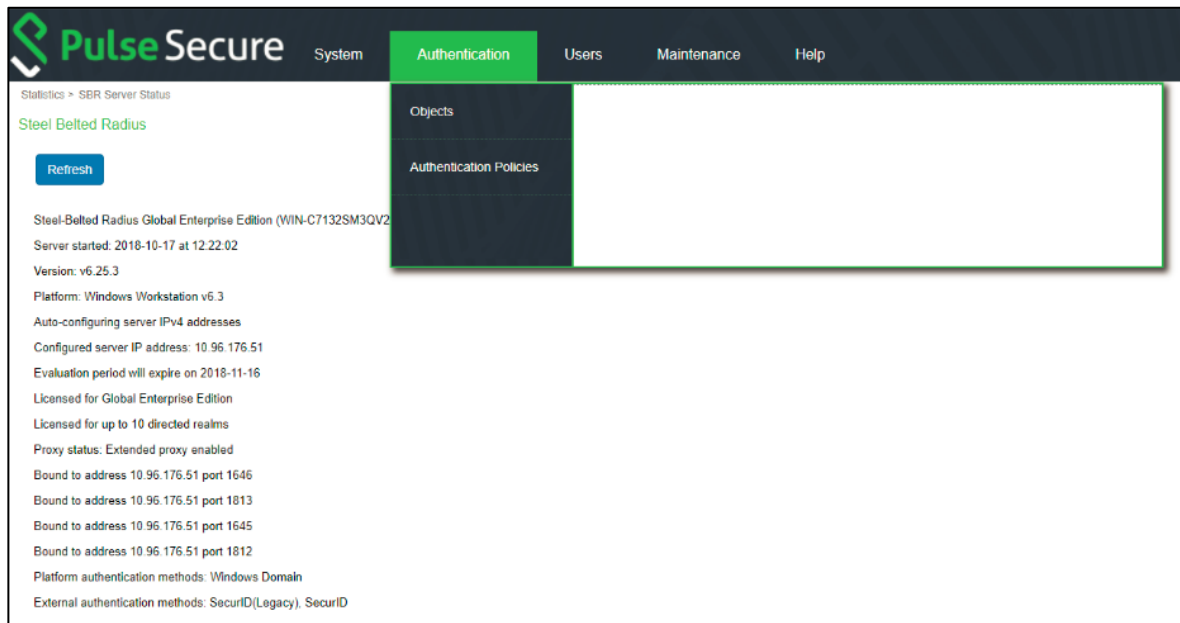 Pulse Secure
System Authentication Users Maintenance Help
Statistics > SBR Server Status
Steel Belted Radius
Objects
Authentication Policies
Refresh
Steel-Belted Radius Global Enterprise Edition (WIN-C7132SM3QV2
Server started: 2018-10-17 at 12:22:02
Version: v6.25.3
Platform: Windows Workstation v6.3
Auto-configuring server IPv4 addresses
Configured server IP address: 10.96.176.51
Evaluation period will expire on 2018-11-16
Licensed for Global Enterprise Edition
Licensed for up to 10 directed realms
Proxy status: Extended proxy enabled
Bound to address 10.96.176.51 port 1646
Bound to address 10.96.176.51 port 1813
Bound to address 10.96.176.51 port 1645
Bound to address 10.96.176.51 port 1812
Platform authentication methods: Windows Domain
External authentication methods: SecurID(Legacy), SecurID